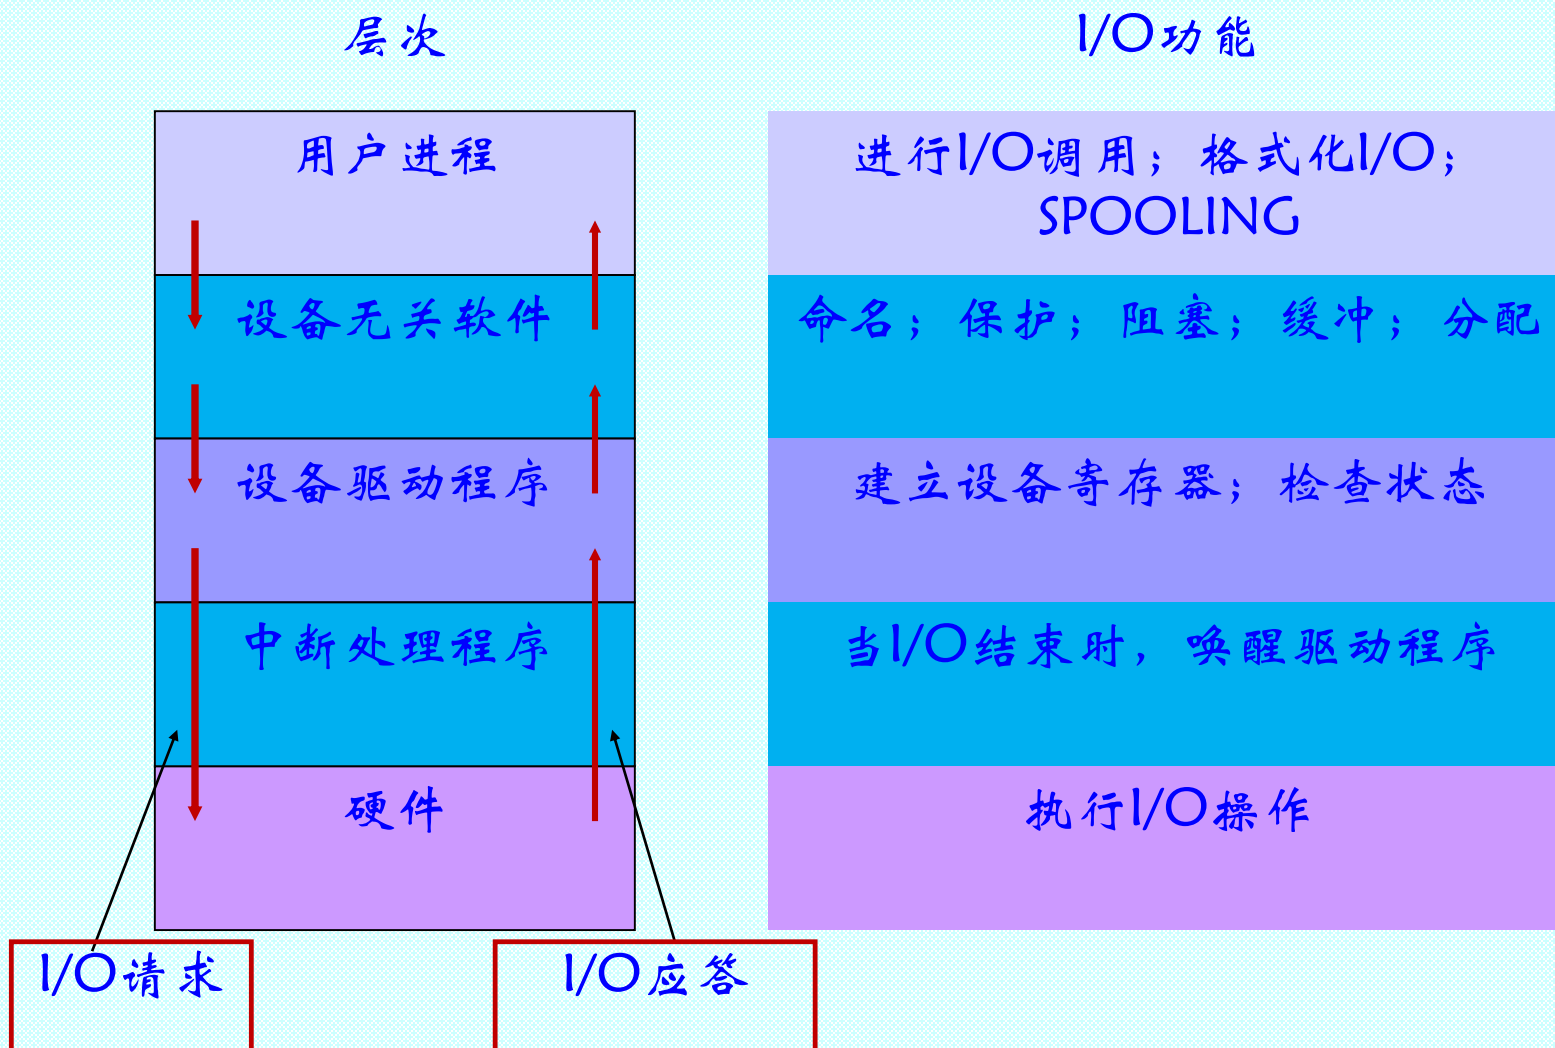 层次
I/O功能
用户进程
进行I/O调用；格式化I/O；
SPOOLING
设备无关软件
命名；保护；阻塞；缓冲；分配
设备驱动程序
建立设备寄存器；检查状态
中断处理程序
当I/O结束时，唤醒驱动程序
硬件
执行I/O操作
I/O请求
I/O应答